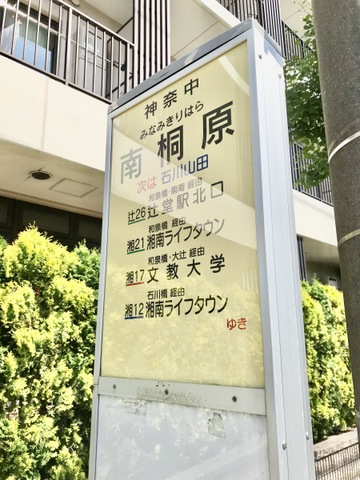 神奈中
みなみきりはら
南桐原
次は 石川山田
和泉橋・駒橋 経由
辻26 辻堂駅北口
和泉橋 経由
湘21 湘南ライフタウン
和泉橋・大辻 経由
湘17 文教大学
石川橋 経由
湘12 湘南ライフタウン
ゆき